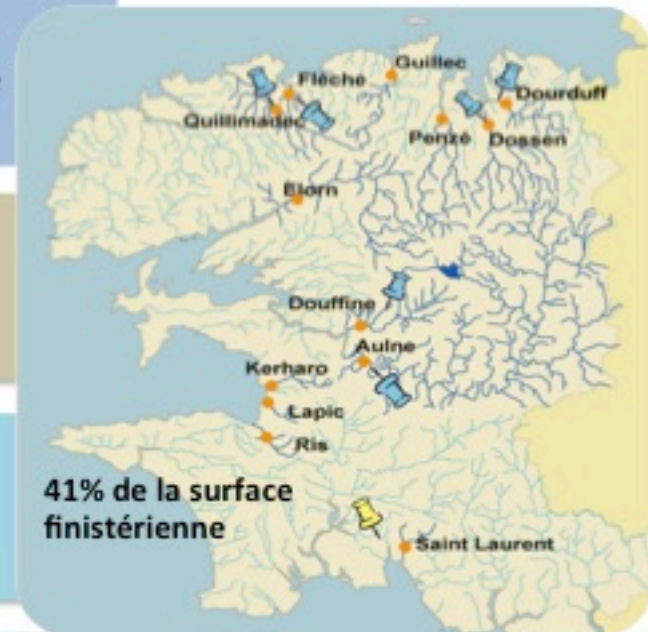 Guillec
Flèche
Dourduff
Quillimadec
Penzé
Dossen
Elorn
Douffine
Aulne
Kerharo
Lapic
Ris
41% de la surface
finistérienne
Saint Laurent